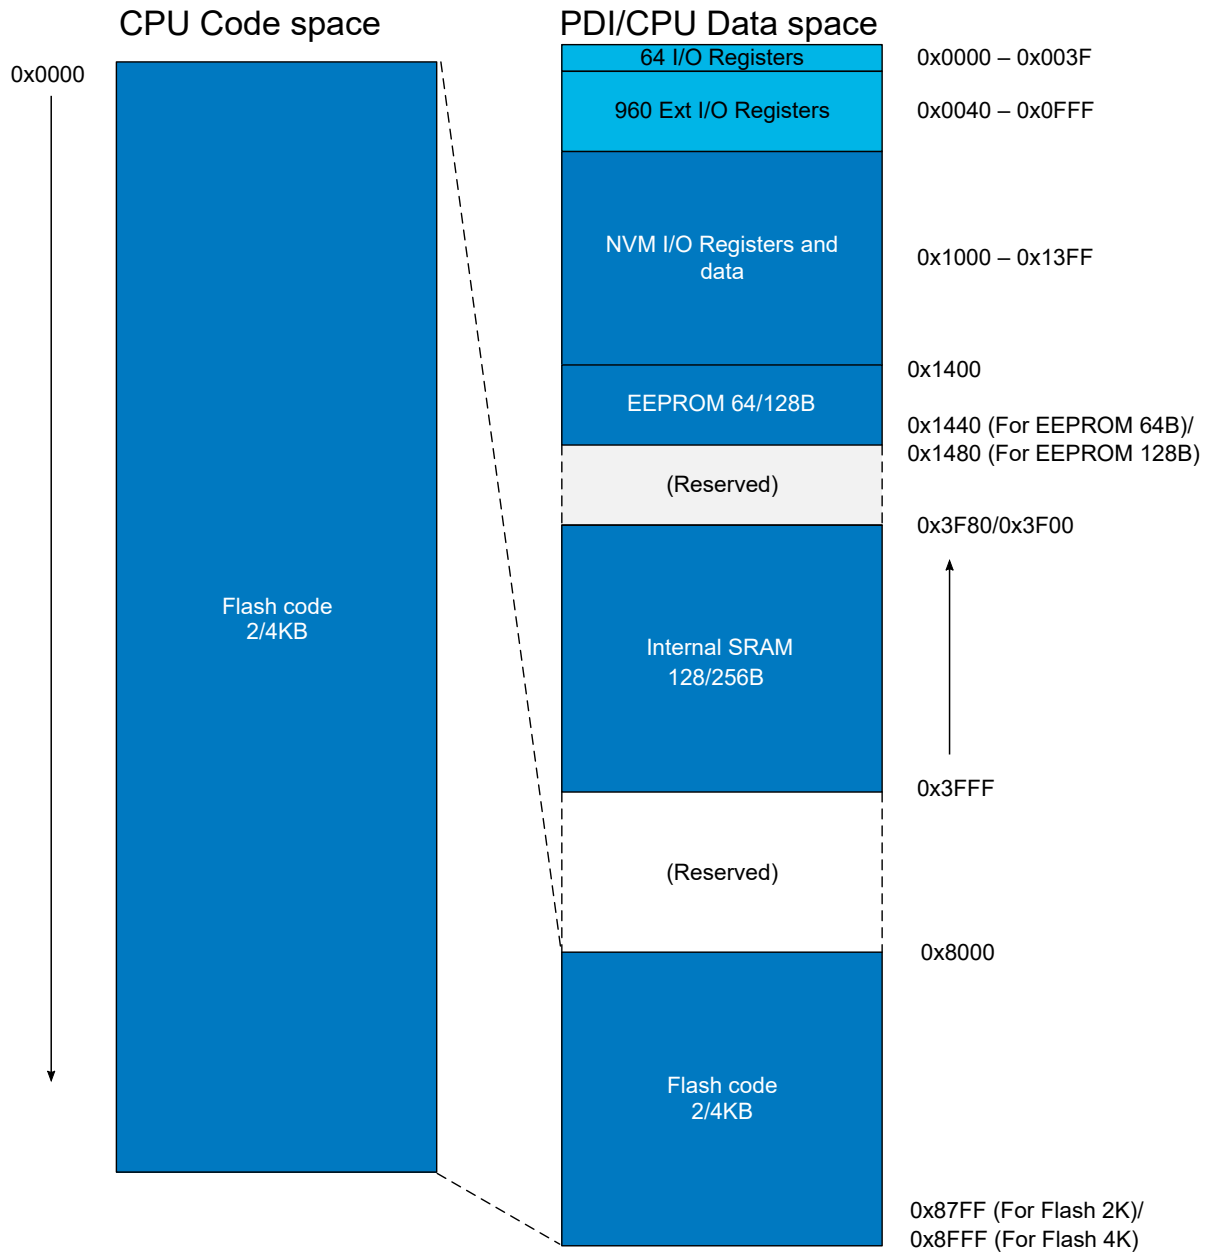 CPU Code space
PDI/CPU Data space
0x0000
64 I/O Registers
0x0000 – 0x003F
960 Ext I/O Registers
0x0040 – 0x0FFF
NVM I/O Registers and
data
0x1000 – 0x13FF
0x1400
EEPROM 64/128B
0x1440 (For EEPROM 64B)/
0x1480 (For EEPROM 128B)
(Reserved)
0x3F80/0x3F00
Flash code
2/4KB
Internal SRAM
128/256B
0x3FFF
(Reserved)
0x8000
Flash code
2/4KB
0x87FF (For Flash 2K)/
0x8FFF (For Flash 4K)